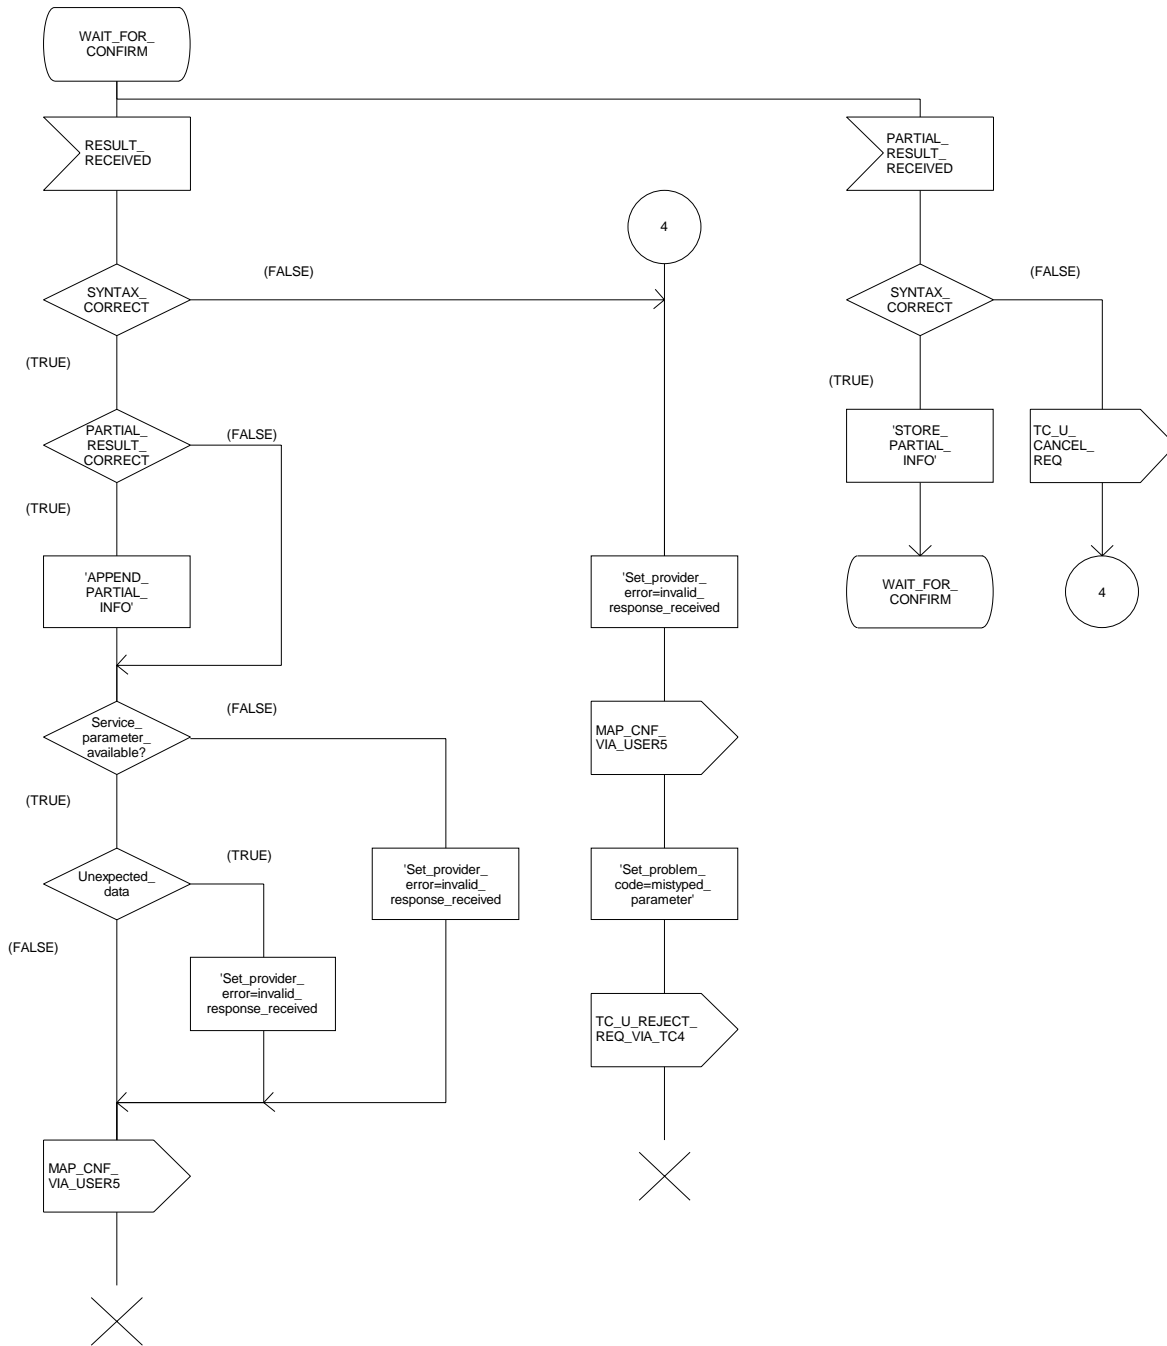 WAIT_FOR_
CONFIRM
RESULT_
RECEIVED
PARTIAL_
RESULT_
RECEIVED
4
(FALSE)
(FALSE)
SYNTAX_
CORRECT
SYNTAX_
CORRECT
(TRUE)
(TRUE)
PARTIAL_
RESULT_
CORRECT
(FALSE)
'STORE_
PARTIAL_
INFO'
TC_U_
CANCEL_
REQ
(TRUE)
'APPEND_
PARTIAL_
INFO'
'Set_provider_
error=invalid_
response_received
WAIT_FOR_
CONFIRM
4
(FALSE)
Service_
parameter_
available?
MAP_CNF_
VIA_USER5
(TRUE)
(TRUE)
Unexpected_
data
'Set_provider_
error=invalid_
response_received
'Set_problem_
code=mistyped_
parameter'
(FALSE)
'Set_provider_
error=invalid_
response_received
TC_U_REJECT_
REQ_VIA_TC4
MAP_CNF_
VIA_USER5